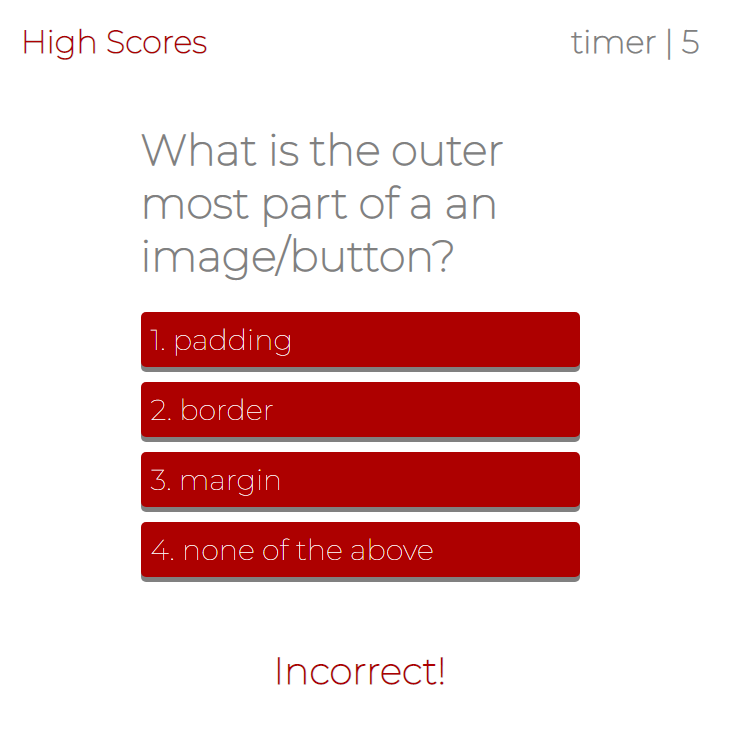 High Scores
timer | 5
What is the outer
most part of a an
image/button?
1. padding
2. border
3. margin
4. none of the above
Incorrect!